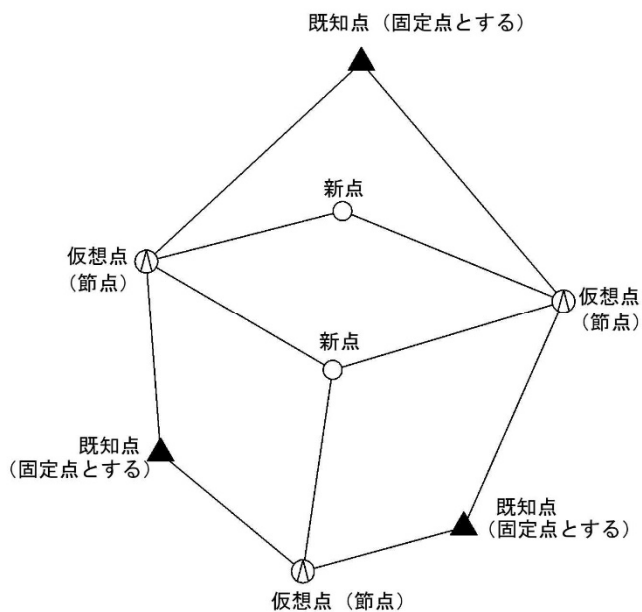 既知点（固定点とする）
新点
仮想点
（節点）
仮想点
（節点）
新点
既知点
（固定点とする）
既知点
（固定点とする）
仮想点（節点）